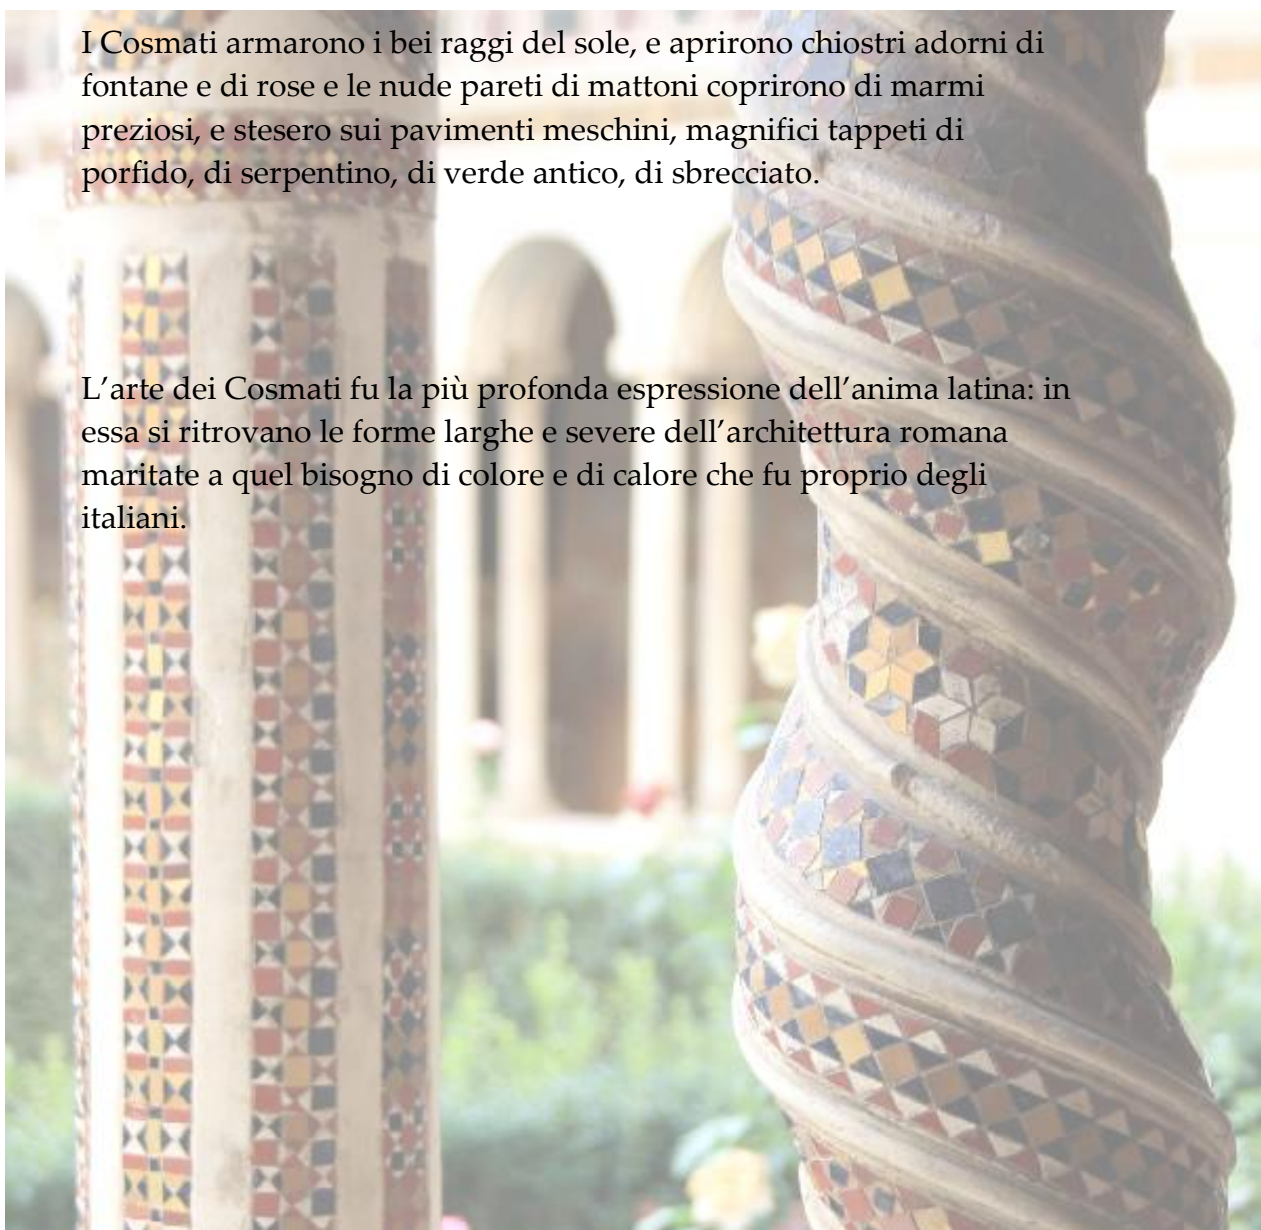 I Cosmati armarono i bei raggi del sole, e aprirono chiostri adorni di
fontane e di rose e le nude pareti di mattoni coprirono di marmi
preziosi, e stesero sui pavimenti meschini, magnifici tappeti di
porfido, di serpentino, di verde antico, di sbrecciato.
L’arte dei Cosmati fu la più profonda espressione dell’anima latina: in
essa si ritrovano le forme larghe e severe dell’architettura romana
maritate a quel bisogno di colore e di calore che fu proprio degli
italiani.